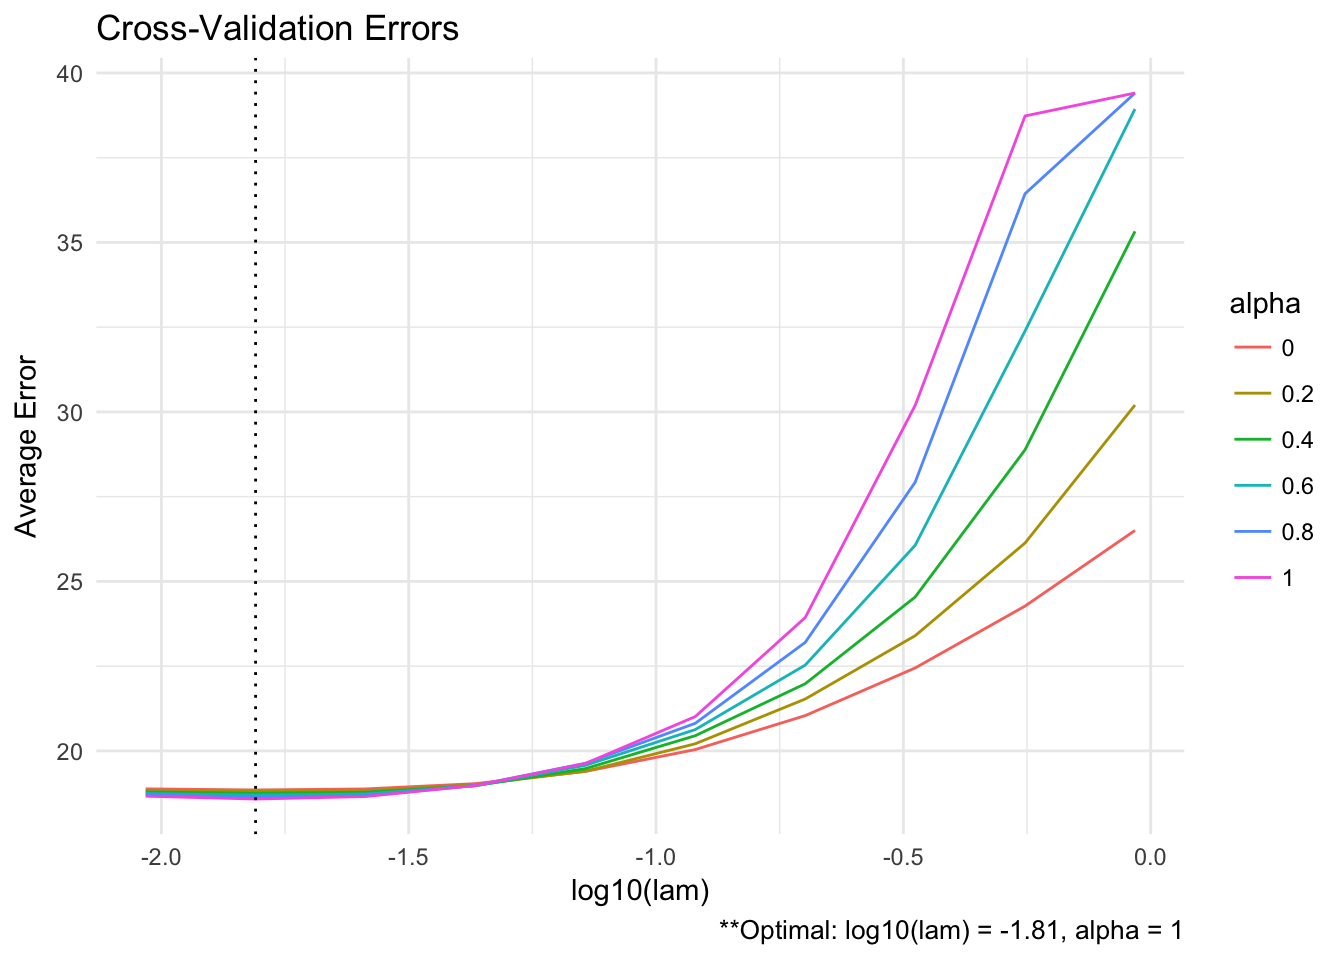 Cross-Validation Errors
40
35
30
25
20
Average Error
-2.0 -1.5 -1.0 -0.5 0.0
log10(lam)
**Optimal: log10(lam) = -1.81, alpha = 1
alpha
0
0.2
0.4
0.6
0.8
1